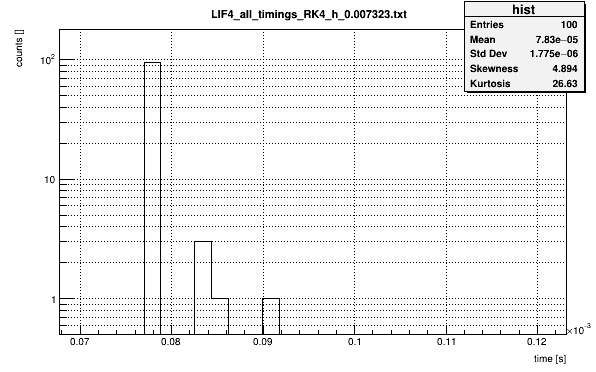 LIF4_all_timings_RK4_h_0.007323.txt
hist
Entries 100
Mean 7.83e−05
Std Dev 1.775e−06
Skewness 4.894
Kurtosis 26.63
counts []
10²
10
1
0.07 0.08 0.09 0.1 0.11 0.12
×10⁻³
time [s]